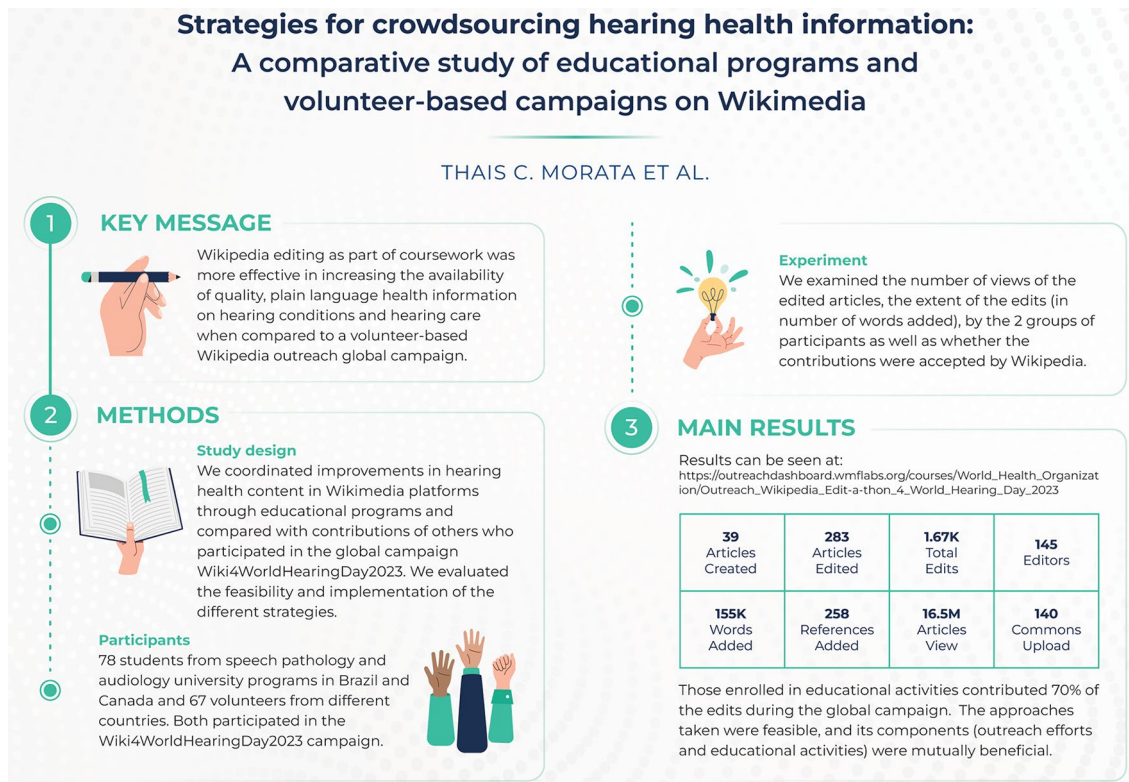 Strategies for crowdsourcing hearing health information:
A comparative study of educational programs and
volunteer-based campaigns on Wikimedia
THAIS C. MORATA ET AL.
1
KEY MESSAGE
Wikipedia editing as part of coursework was
more effective in increasing the availability
of quality, plain language health information
on hearing conditions and hearing care
when compared to a volunteer-based
Wikipedia outreach global campaign.
2
METHODS
Study design
We coordinated improvements in hearing
health content in Wikimedia platforms
through educational programs and
compared with contributions of others who
participated in the global campaign
Wiki4WorldHearingDay2023. We evaluated
the feasibility and implementation of the
different strategies.
Participants
78 students from speech pathology and
audiology university programs in Brazil and
Canada and 67 volunteers from different
countries. Both participated in the
Wiki4WorldHearingDay2023 campaign.
Experiment
We examined the number of views of the
edited articles, the extent of the edits (in
number of words added), by the 2 groups of
participants as well as whether the
contributions were accepted by Wikipedia.
3
MAIN RESULTS
Results can be seen at:
https://outreachdashboard.wmflabs.org/courses/World_Health_Organizat
ion/Outreach_Wikipedia_Edit-a-thon_4_World_Hearing_Day_2023
39
Articles
Created
283
Articles
Edited
1.67K
Total
Edits
145
Editors
155K
Words
Added
258
References
Added
16.5M
Articles
View
140
Commons
Upload
Those enrolled in educational activities contributed 70% of
the edits during the global campaign. The approaches
taken were feasible, and its components (outreach efforts
and educational activities) were mutually beneficial.